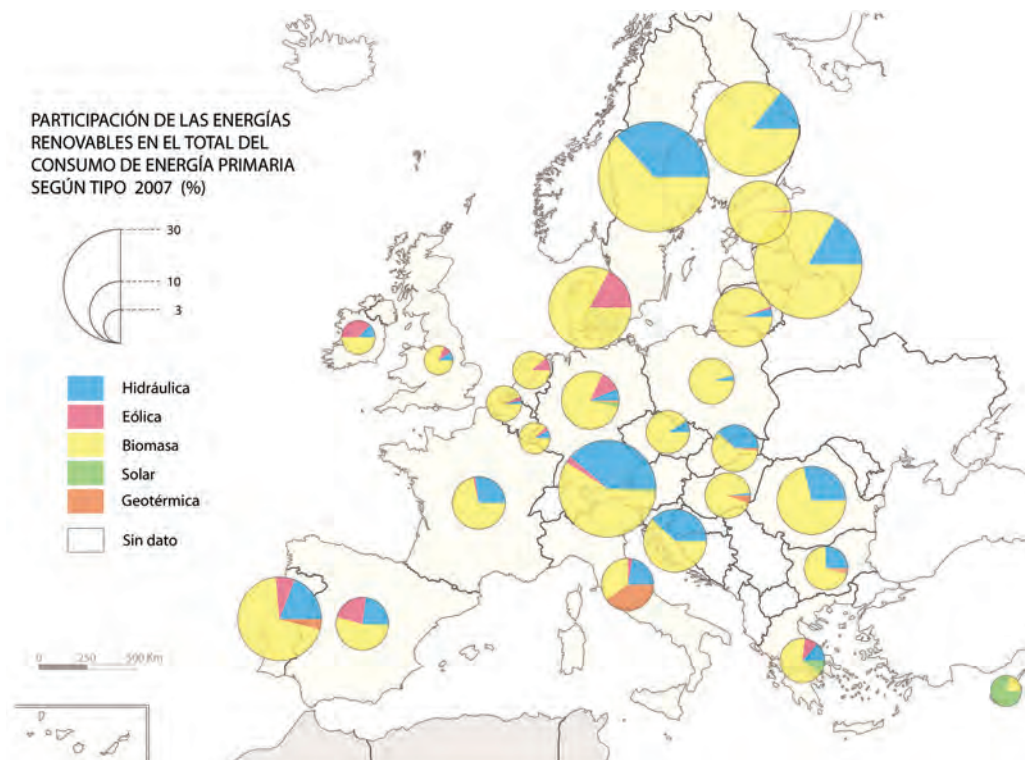 PARTICIPACIÓN DE LAS ENERGÍAS
RENOVABLES EN EL TOTAL DEL
CONSUMO DE ENERGÍA PRIMARIA
SEGÚN TIPO 2007 (%)
30
10
3
Hidráulica
Eólica
Biomasa
Solar
Geotérmica
Sin dato
0 250 500 Km